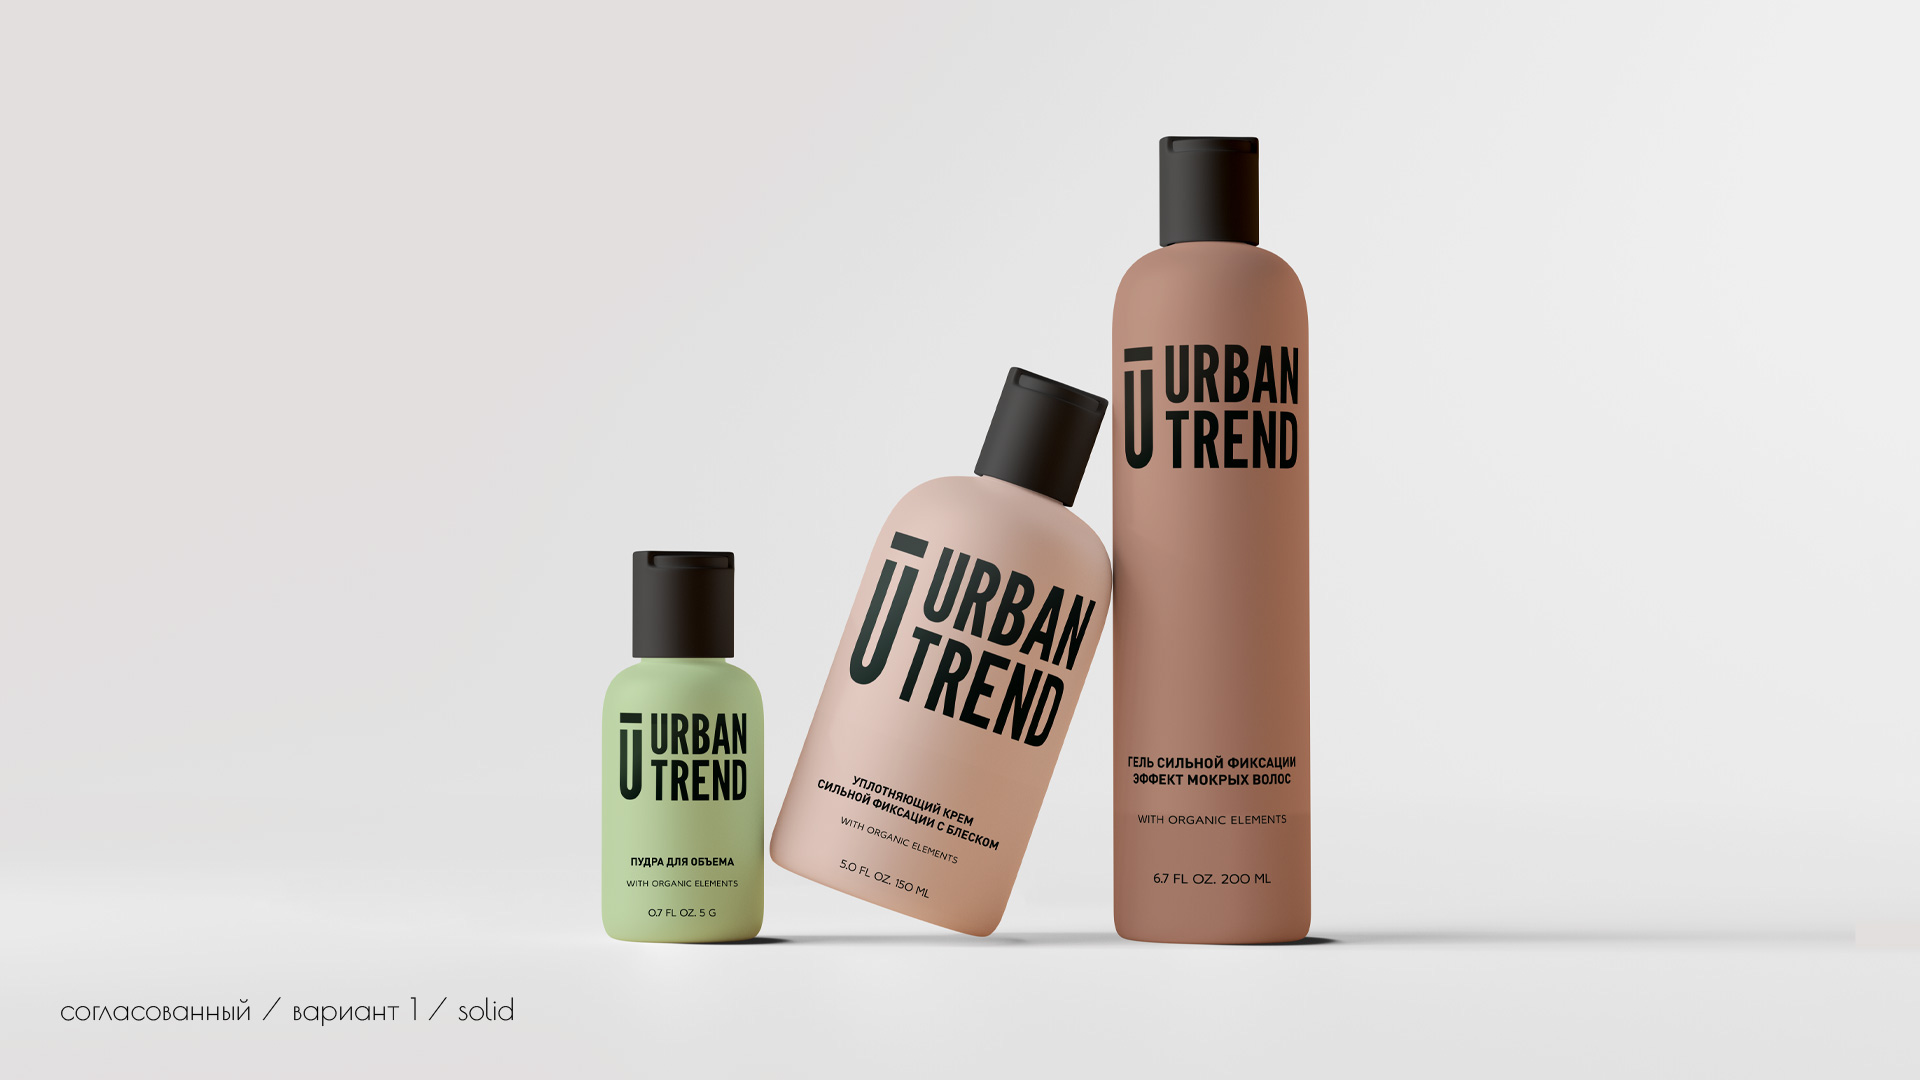 Ū URBAN
TREND
ПУДРА ДЛЯ ОБЪЕМА
WITH ORGANIC ELEMENTS
0.7 FL OZ. 5 G
Ū URBAN
TREND
УПЛОТНЯЮЩИЙ КРЕМ
СИЛЬНОЙ ФИКСАЦИИ С БЛЕСКОМ
WITH ORGANIC ELEMENTS
5.0 FL OZ. 150 ML
Ū URBAN
TREND
ГЕЛЬ СИЛЬНОЙ ФИКСАЦИИ
ЭФФЕКТ МОКРЫХ ВОЛОС
WITH ORGANIC ELEMENTS
6.7 FL OZ. 200 ML
согласованный / вариант 1 / solid